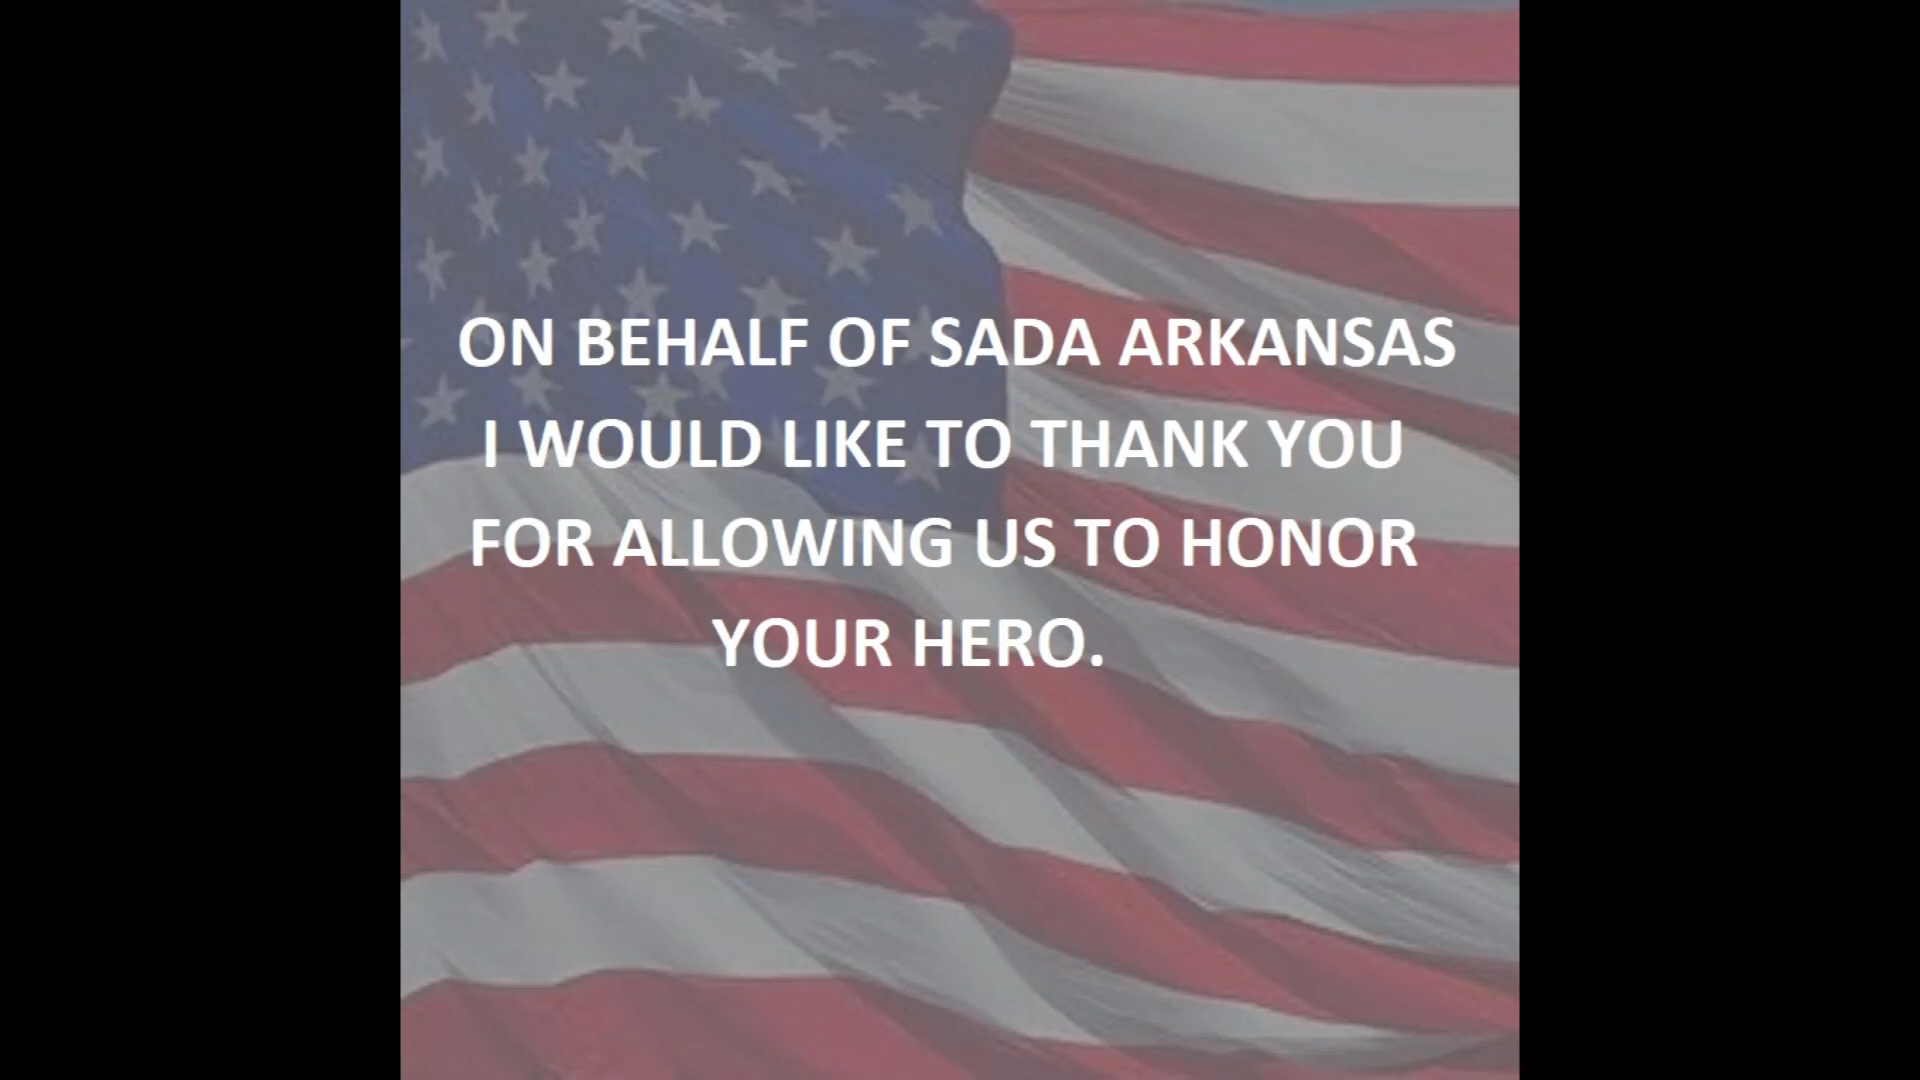 ON BEHALF OF SADA ARKANSAS
I WOULD LIKE TO THANK YOU
FOR ALLOWING US TO HONOR
YOUR HERO.